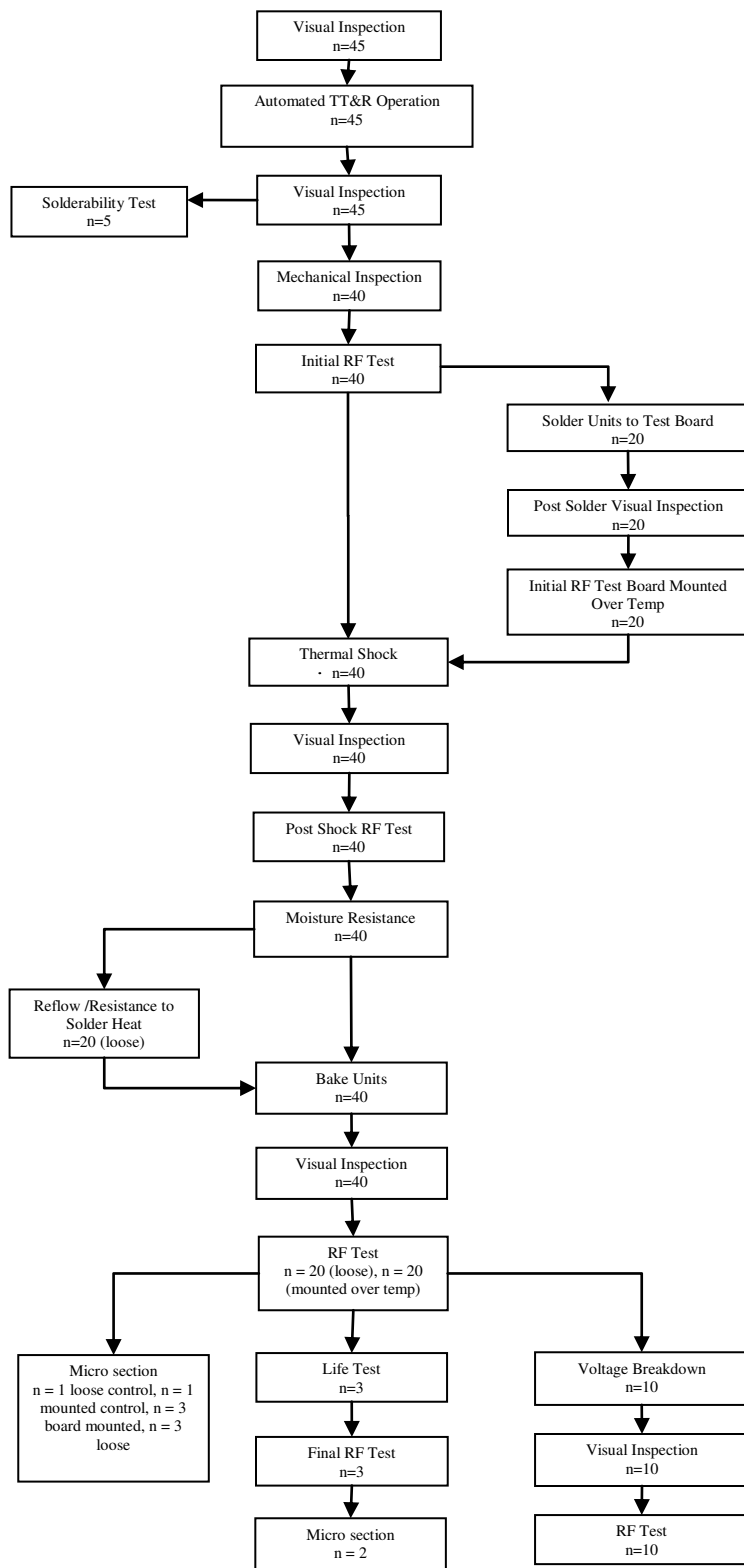 Visual Inspection
n=45
Automated TT&R Operation
n=45
Visual Inspection
n=45
Solderability Test
n=5
Mechanical Inspection
n=40
Initial RF Test
n=40
Solder Units to Test Board
n=20
Post Solder Visual Inspection
n=20
Initial RF Test Board Mounted
Over Temp
n=20
Thermal Shock
· n=40
Visual Inspection
n=40
Post Shock RF Test
n=40
Moisture Resistance
n=40
Reflow /Resistance to
Solder Heat
n=20 (loose)
Bake Units
n=40
Visual Inspection
n=40
RF Test
n = 20 (loose), n = 20
(mounted over temp)
Micro section
n = 1 loose control, n = 1
mounted control, n = 3
board mounted, n = 3
loose
Life Test
n=3
Final RF Test
n=3
Micro section
n = 2
Voltage Breakdown
n=10
Visual Inspection
n=10
RF Test
n=10